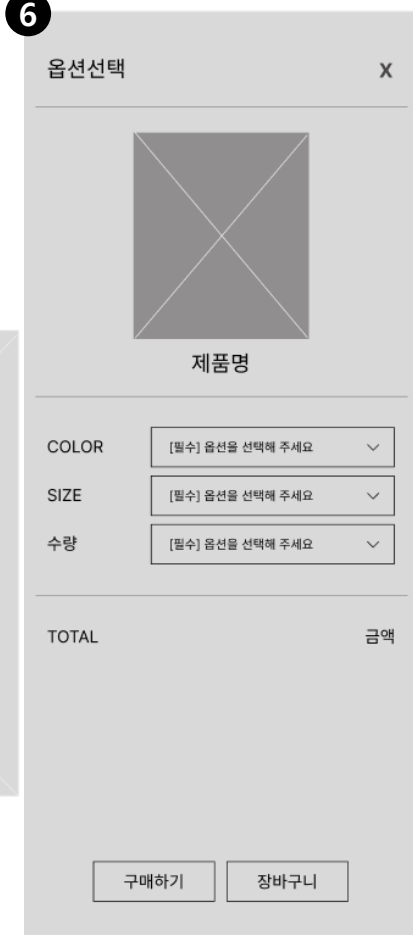 6
옵션선택 X
제품명
COLOR [필수] 옵션을 선택해 주세요
SIZE [필수] 옵션을 선택해 주세요
수량 [필수] 옵션을 선택해 주세요
TOTAL 금액
구매하기 장바구니